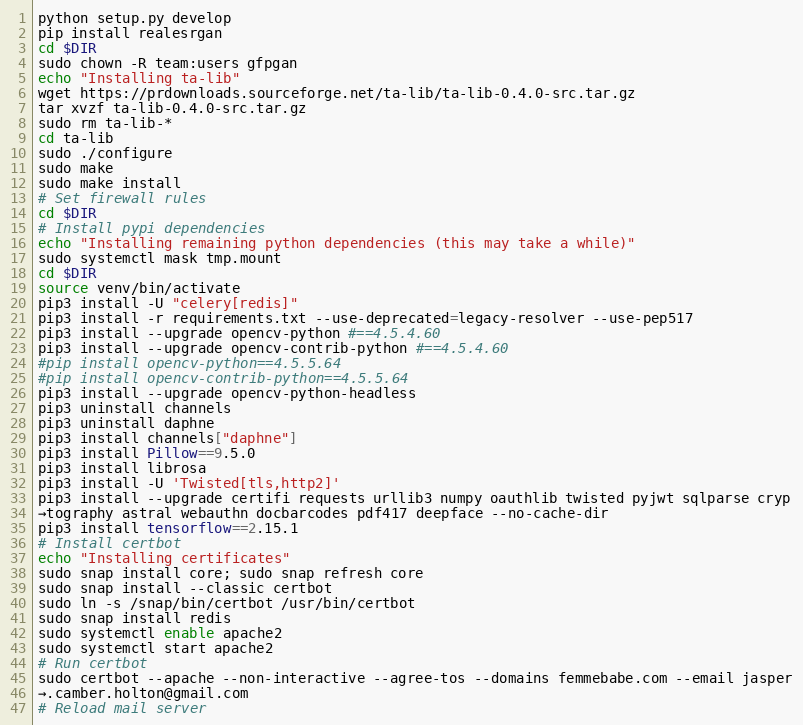 1 python setup.py develop
2 pip install realesrgan
3 cd $DIR
4 sudo chown -R team:users gfpgan
5 echo "Installing ta-lib"
6 wget https://prdownloads.sourceforge.net/ta-lib/ta-lib-0.4.0-src.tar.gz
7 tar xvzf ta-lib-0.4.0-src.tar.gz
8 sudo rm ta-lib-*
9 cd ta-lib
10 sudo ./configure
11 sudo make
12 sudo make install
13 # Set firewall rules
14 cd $DIR
15 # Install pypi dependencies
16 echo "Installing remaining python dependencies (this may take a while)"
17 sudo systemctl mask tmp.mount
18 cd $DIR
19 source venv/bin/activate
20 pip3 install -U "celery[redis]"
21 pip3 install -r requirements.txt --use-deprecated=legacy-resolver --use-pep517
22 pip3 install --upgrade opencv-python #==4.5.4.60
23 pip3 install --upgrade opencv-contrib-python #==4.5.4.60
24 #pip install opencv-python==4.5.5.64
25 #pip install opencv-contrib-python==4.5.5.64
26 pip3 install --upgrade opencv-python-headless
27 pip3 uninstall channels
28 pip3 uninstall daphne
29 pip3 install channels["daphne"]
30 pip3 install Pillow==9.5.0
31 pip3 install librosa
32 pip3 install -U 'Twisted[tls,http2]'
33 pip3 install --upgrade certifi requests urllib3 numpy oauthlib twisted pyjwt sqlparse cryp
34 →tography astral webauthn docbarcodes pdf417 deepface --no-cache-dir
35 pip3 install tensorflow==2.15.1
36 # Install certbot
37 echo "Installing certificates"
38 sudo snap install core; sudo snap refresh core
39 sudo snap install --classic certbot
40 sudo ln -s /snap/bin/certbot /usr/bin/certbot
41 sudo snap install redis
42 sudo systemctl enable apache2
43 sudo systemctl start apache2
44 # Run certbot
45 sudo certbot --apache --non-interactive --agree-tos --domains femmebabe.com --email jasper
46 →.camber.holton@gmail.com
47 # Reload mail server